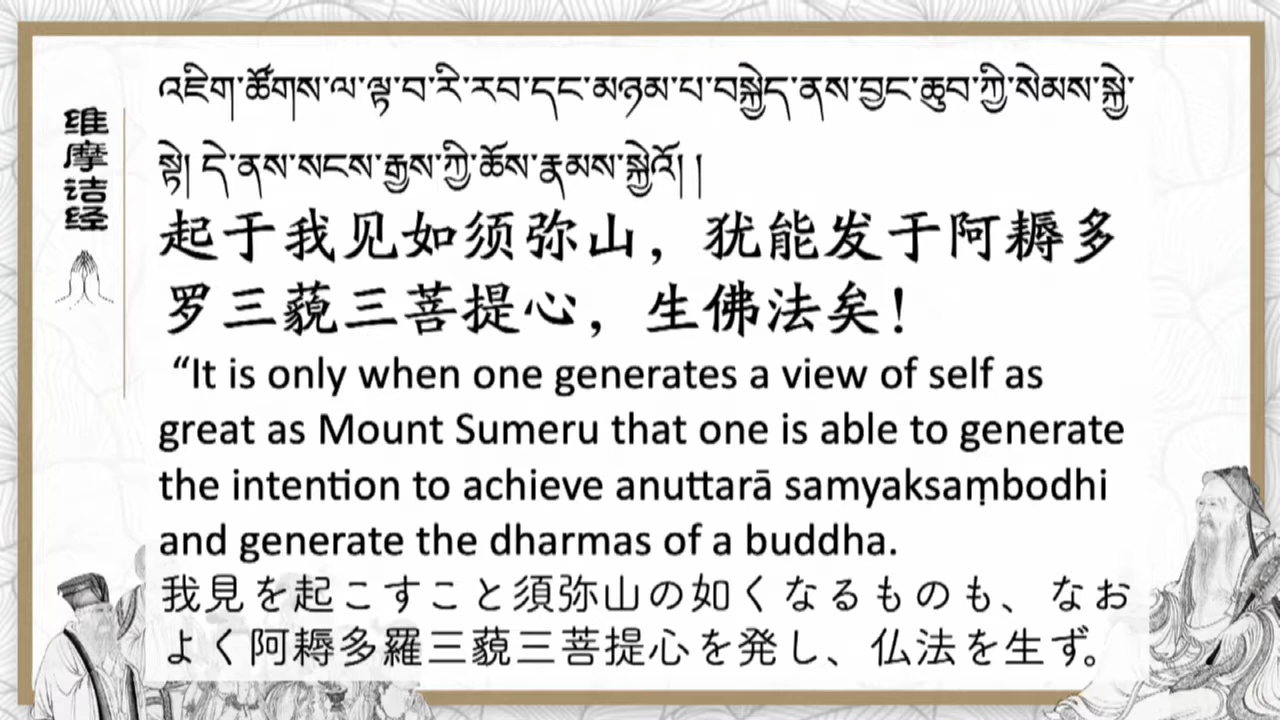 维摩诘经
འཇིག་ཚོགས་ལ་ལྟ་བ་རི་རབ་དང་མཉམ་པ་བསྐྱེད་ནས་བྱང་ཆུབ་ཀྱི་སེམས་སྐྱེ་
སྟེ། དེ་ནས་སངས་རྒྱས་ཀྱི་ཆོས་རྣམས་སྐྱེའོ། །
起于我见如须弥山，犹能发于阿耨多
罗三藐三菩提心，生佛法矣！
“It is only when one generates a view of self as
great as Mount Sumeru that one is able to generate
the intention to achieve anuttarā samyaksaṃbodhi
and generate the dharmas of a buddha.
我見を起こすこと須弥山の如くなるものも、なお
よく阿耨多羅三藐三菩提心を発し、仏法を生ず。